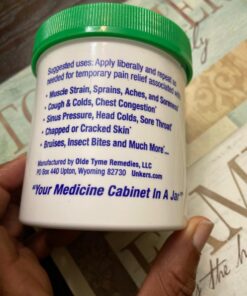 Suggested uses: Apply liberally and repeat as
needed for temporary pain relief associated with
• Muscle Strain, Sprains, Aches, and Soreness*
• Cough & Colds, Chest Congestion*
• Sinus Pressure, Head Colds, Sore Throat*
• Chapped or Cracked Skin*
• Bruises, Insect Bites and Much More...
Manufactured by Olde Tyme Remedies, LLC
PO Box 440 Upton, Wyoming 82730 Unkers.com
"Your Medicine Cabinet In A Jar"